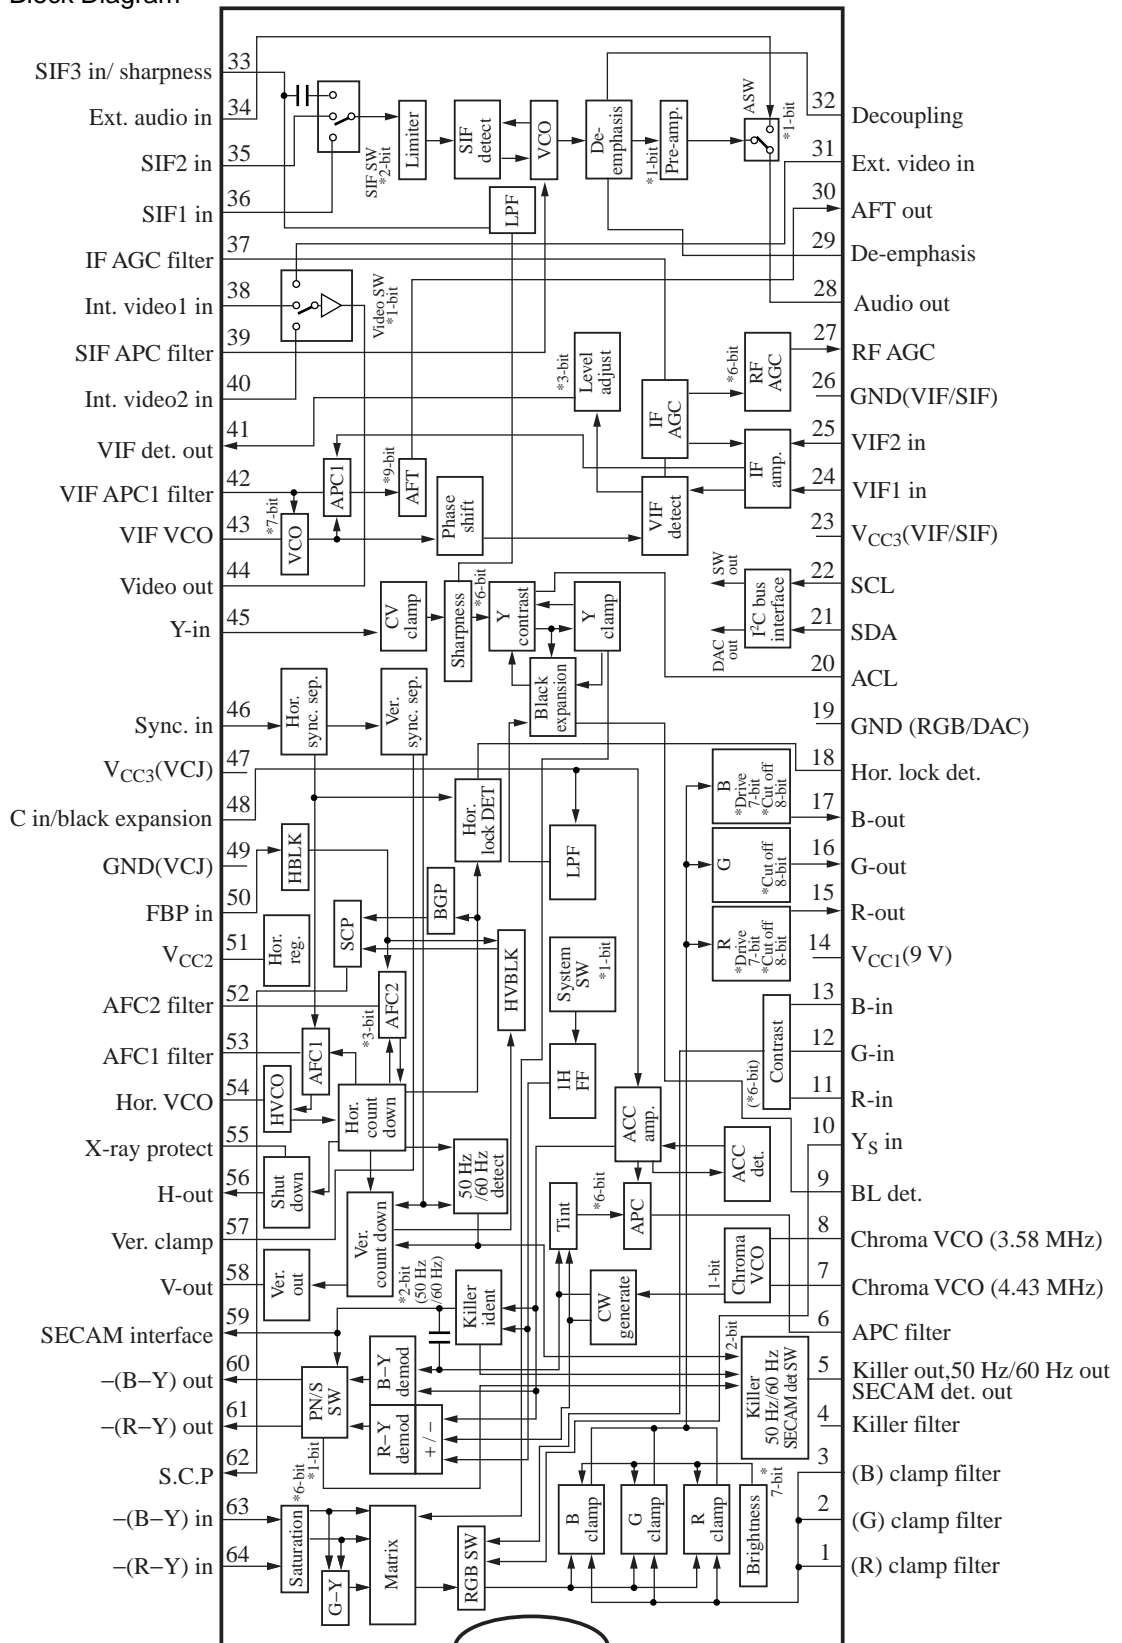 Block Diagram
SIF3 in/ sharpness
33
Ext. audio in
34
SIF2 in
35
SIF1 in
36
IF AGC filter
37
Int. video1 in
38
SIF APC filter
39
Int. video2 in
40
VIF det. out
41
VIF APC1 filter
42
VIF VCO
43
Video out
44
Y-in
45
Sync. in
46
VCC3(VCJ)
47
C in/black expansion
48
GND(VCJ)
49
FBP in
50
VCC2
51
AFC2 filter
52
AFC1 filter
53
Hor. VCO
54
X-ray protect
55
H-out
56
Ver. clamp
57
V-out
58
SECAM interface
59
–(B–Y) out
60
–(R–Y) out
61
S.C.P
62
–(B–Y) in
63
–(R–Y) in
64
SIF SW
*2-bit
Limiter
SIF
detect
VCO
De-
emphasis
*1-bit
Pre-amp.
ASW
*1-bit
LPF
Video SW
*1-bit
*3-bit
Level
adjust
*6-bit
RF
AGC
IF
AGC
IF
amp.
APC1
*9-bit
AFT
*7-bit
VCO
Phase
shift
VIF
detect
CV
clamp
Sharpness
*6-bit
Y
contrast
Y
clamp
Black
expansion
SW
out
DAC
out
I2C bus
interface
Hor.
sync. sep.
Ver.
sync. sep.
Hor.
lock DET
LPF
B
*Drive
7-bit
*Cut off
8-bit
G
*Cut off
8-bit
R
*Drive
7-bit
*Cut off
8-bit
HBLK
BGP
SCP
Hor.
reg.
HVBLK
System
SW
*1-bit
AFC2
*3-bit
AFC1
HVCO
Hor.
count
down
1H
FF
Contrast
(*6-bit)
ACC
amp.
ACC
det.
Shut
down
50 Hz
/60 Hz
detect
Ver.
count down
*2-bit
(50 Hz
/60 Hz)
Tint
*6-bit
APC
Ver.
out
Killer
ident
CW
generate
1-bit
Chroma
VCO
2-bit
Killer
50 Hz/60 Hz
SECAM det SW
PN/S
SW
*1-bit
B–Y
demod
R–Y
demod
+ / –
*6-bit
Saturation
G–Y
Matrix
RGB SW
B
clamp
G
clamp
R
clamp
Brightness
*
7-bit
32
Decoupling
31
Ext. video in
30
AFT out
29
De-emphasis
28
Audio out
27
RF AGC
26
GND(VIF/SIF)
25
VIF2 in
24
VIF1 in
23
VCC3(VIF/SIF)
22
SCL
21
SDA
20
ACL
19
GND (RGB/DAC)
18
Hor. lock det.
17
B-out
16
G-out
15
R-out
14
VCC1(9 V)
13
B-in
12
G-in
11
R-in
10
YS in
9
BL det.
8
Chroma VCO (3.58 MHz)
7
Chroma VCO (4.43 MHz)
6
APC filter
5
Killer out,50 Hz/60 Hz out
SECAM det. out
4
Killer filter
3
(B) clamp filter
2
(G) clamp filter
1
(R) clamp filter